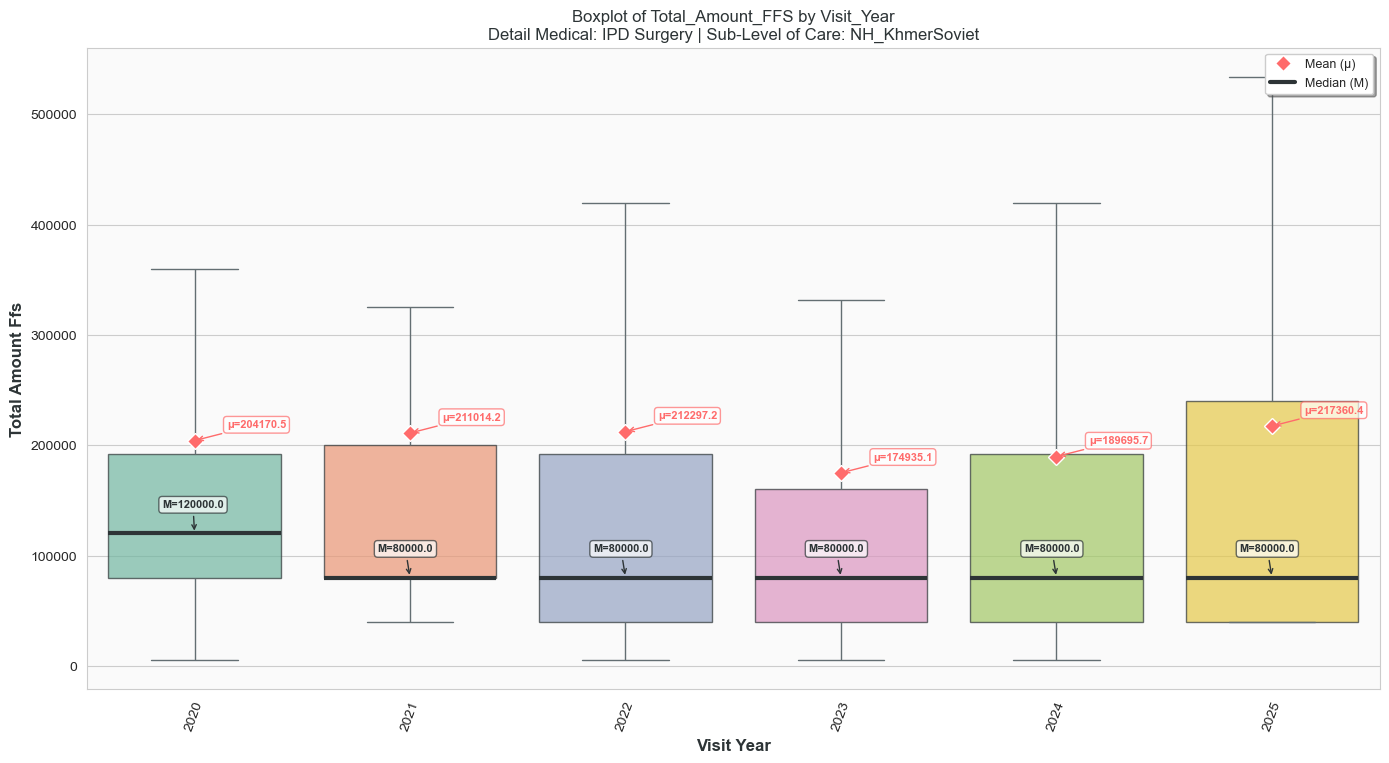 Boxplot of Total_Amount_FFS by Visit_Year
Detail Medical: IPD Surgery | Sub-Level of Care: NH_KhmerSoviet
Mean (μ)
Median (M)
Total Amount Ffs
500000
400000
300000
200000
100000
0
μ=204170.5
μ=211014.2
μ=212297.2
μ=174935.1
μ=189695.7
μ=217360.4
M=120000.0
M=80000.0
M=80000.0
M=80000.0
M=80000.0
M=80000.0
2020
2021
2022
2023
2024
2025
Visit Year